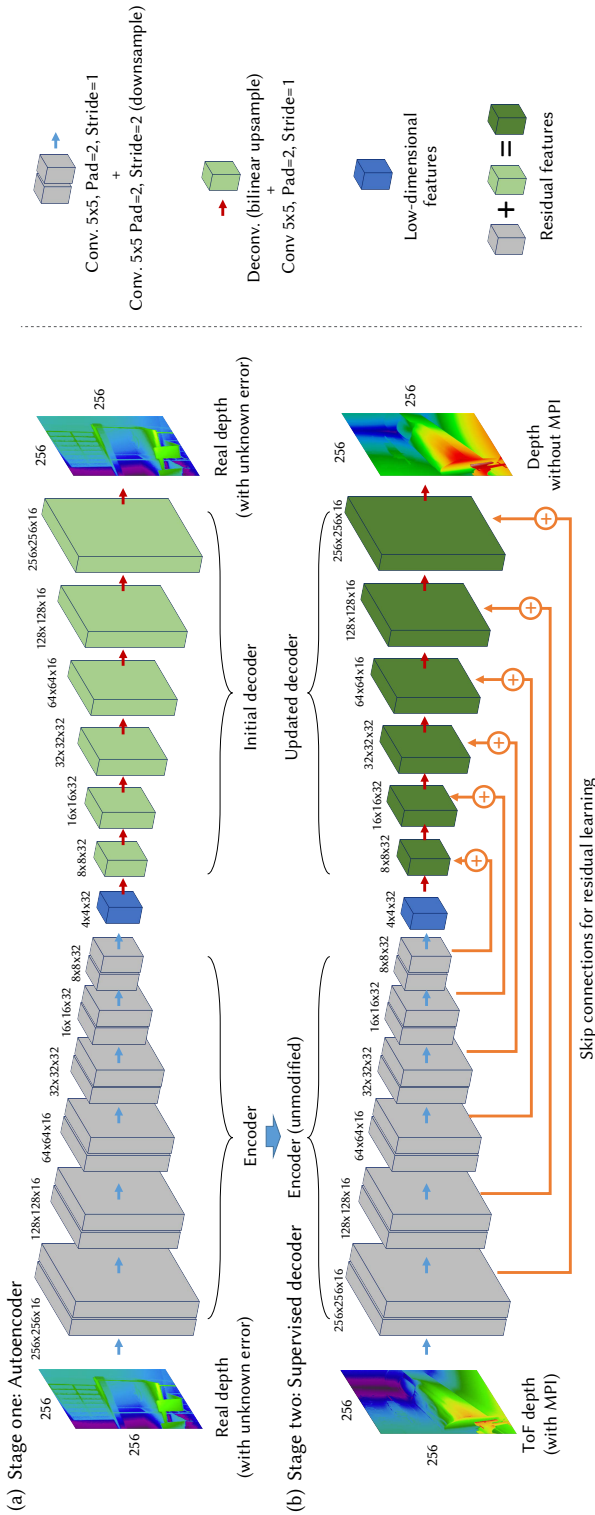 (a) Stage one: Autoencoder
256
256
Real depth
(with unknown error)
256x256x16
128x128x16
64x64x16
32x32x32
16x16x32
8x8x32
4x4x32
8x8x32
16x16x32
32x32x32
64x64x16
128x128x16
256x256x16
256
256
Real depth
(with unknown error)
Encoder
Initial decoder
(b) Stage two: Supervised decoder
Encoder (unmodified)
Updated decoder
256
256
ToF depth
(with MPI)
256x256x16
128x128x16
64x64x16
32x32x32
16x16x32
8x8x32
4x4x32
8x8x32
16x16x32
32x32x32
64x64x16
128x128x16
256x256x16
256
256
Depth
without MPI
+
+
+
+
+
+
Skip connections for residual learning
Conv. 5x5, Pad=2, Stride=1
+
Conv. 5x5 Pad=2, Stride=2 (downsample)
Deconv. (bilinear upsample)
+
Conv 5x5, Pad=2, Stride=1
Low-dimensional
features
+ =
Residual features